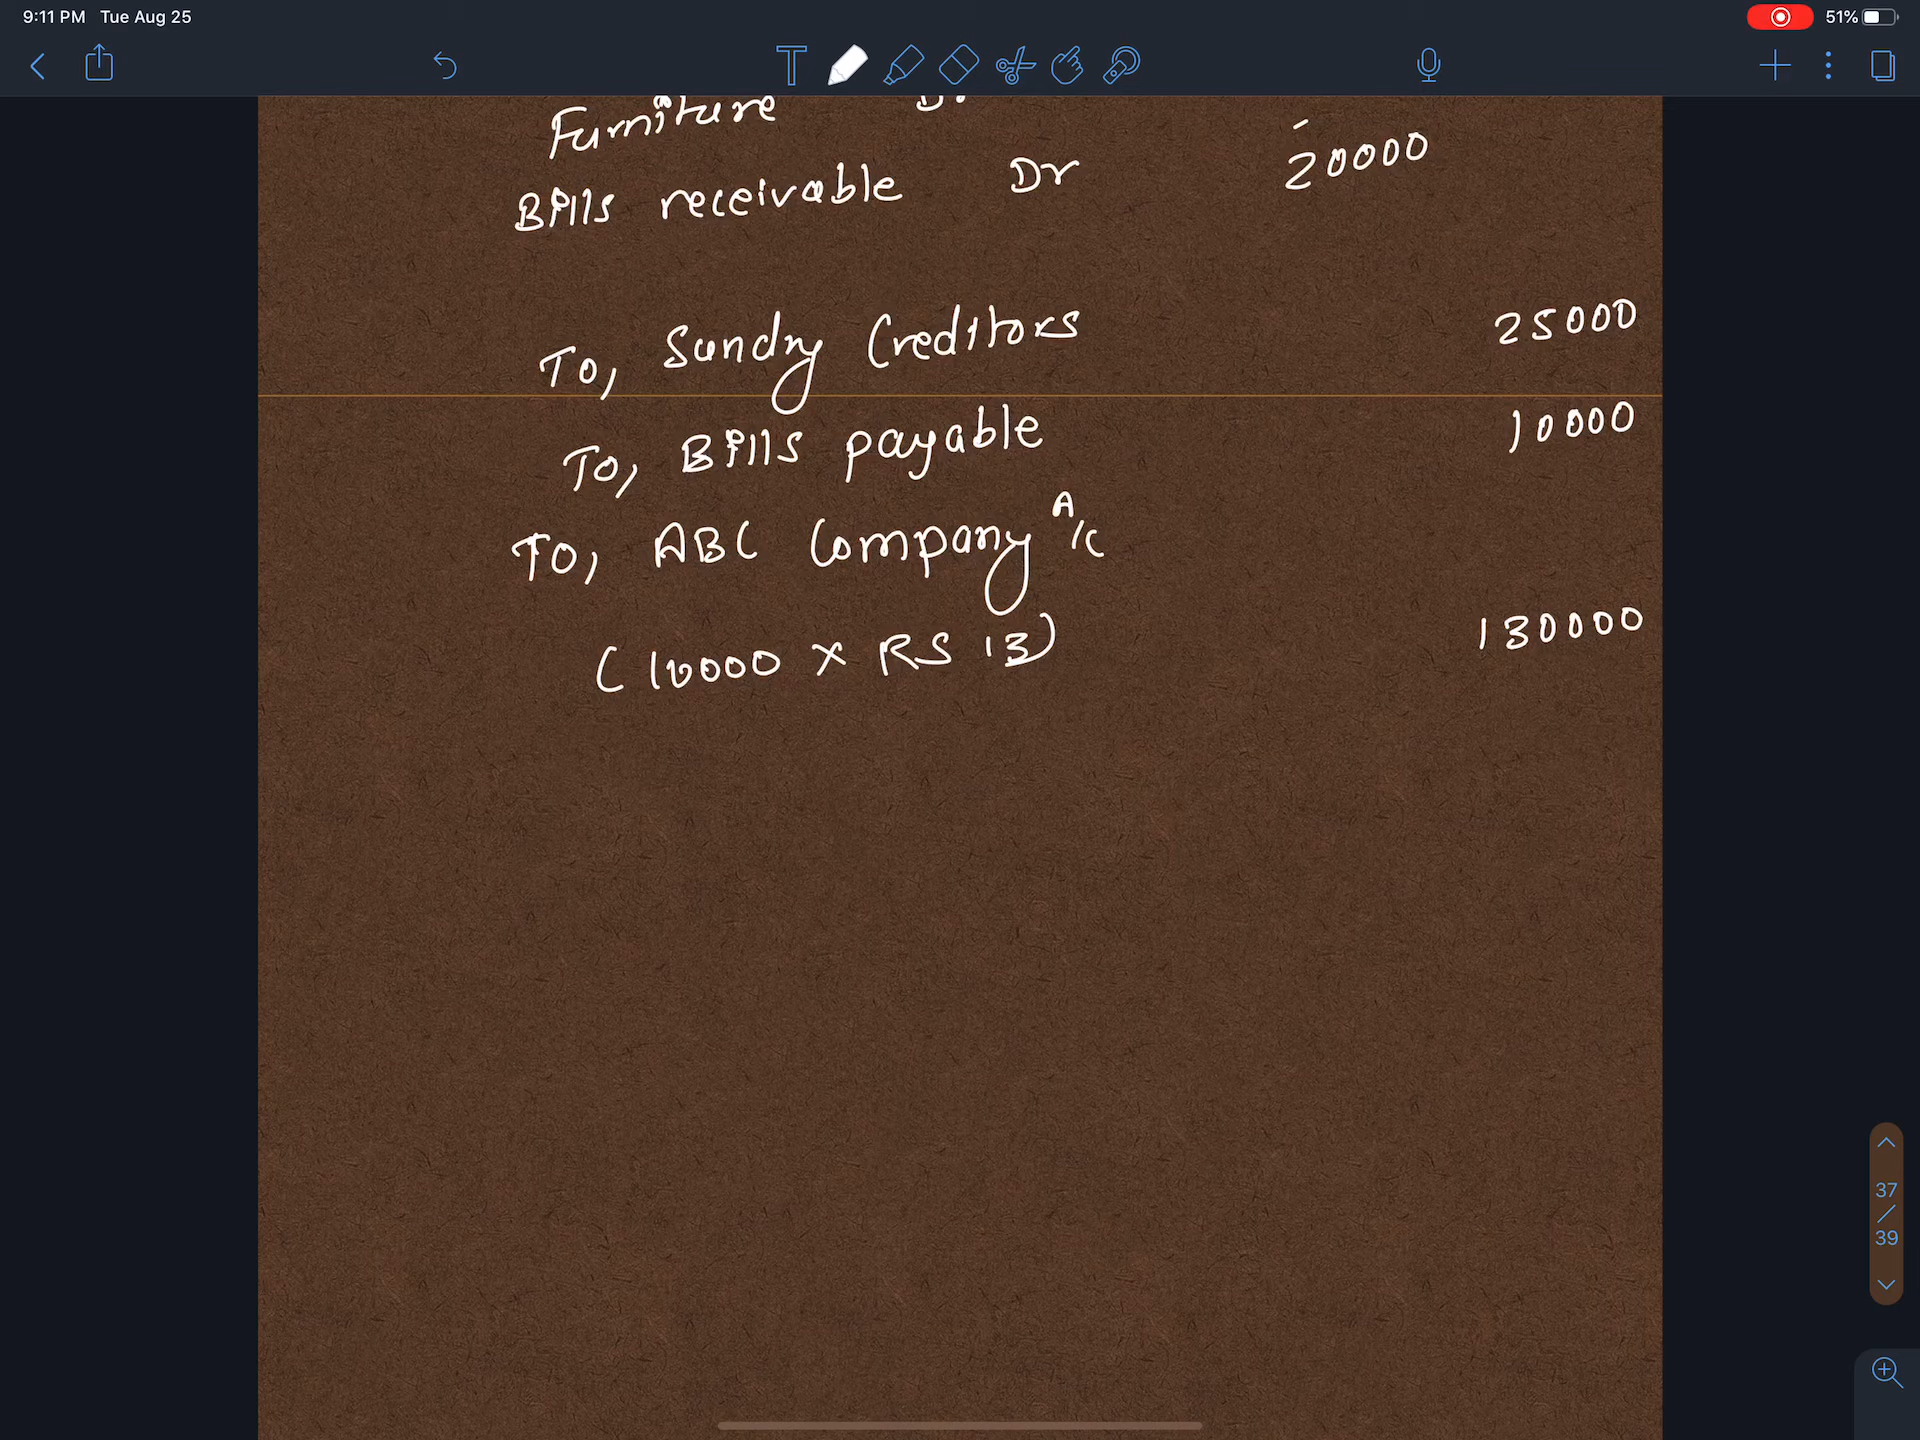 9:11 PM Tue Aug 25
51%
Furniture
Bills receivable Dr 20000
To, Sundry Creditors 25000
To, Bills payable 10000
To, ABC Company A/c
(10000 × RS 13) 130000
37
/
39